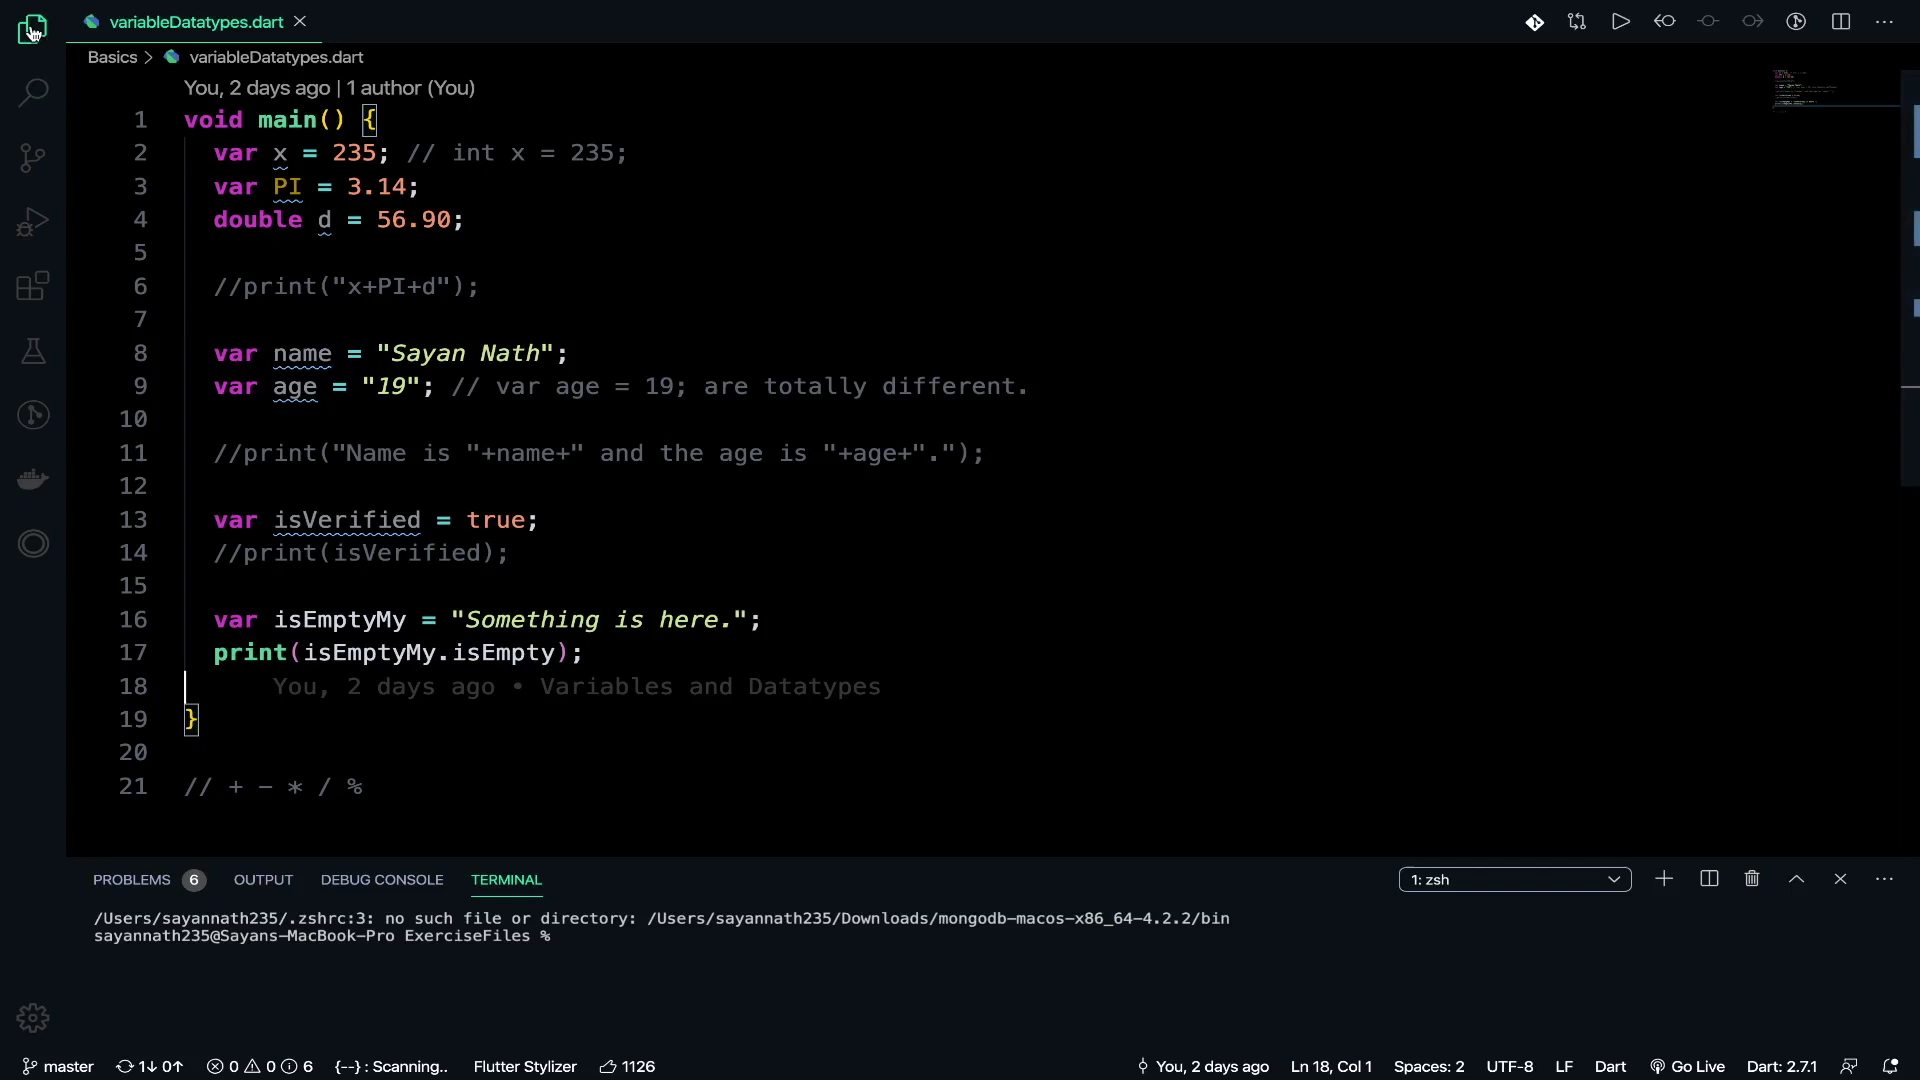 variableDatatypes.dart
Basics > variableDatatypes.dart
You, 2 days ago | 1 author (You)
1 void main() {
2 var x = 235; // int x = 235;
3 var PI = 3.14;
4 double d = 56.90;
5
6 //print("x+PI+d");
7
8 var name = "Sayan Nath";
9 var age = "19"; // var age = 19; are totally different.
10
11 //print("Name is "+name+" and the age is "+age+".");
12
13 var isVerified = true;
14 //print(isVerified);
15
16 var isEmptyMy = "Something is here.";
17 print(isEmptyMy.isEmpty);
18 You, 2 days ago • Variables and Datatypes
19 }
20
21 // + - * / %
PROBLEMS 6 OUTPUT DEBUG CONSOLE TERMINAL 1: zsh
/Users/sayannath235/.zshrc:3: no such file or directory: /Users/sayannath235/Downloads/mongodb-macos-x86_64-4.2.2/bin
sayannath235@Sayans-MacBook-Pro ExerciseFiles %
master 1↓ 0↑ 0 0 6 {--} : Scanning.. Flutter Stylizer 1126 You, 2 days ago Ln 18, Col 1 Spaces: 2 UTF-8 LF Dart Go Live Dart: 2.7.1